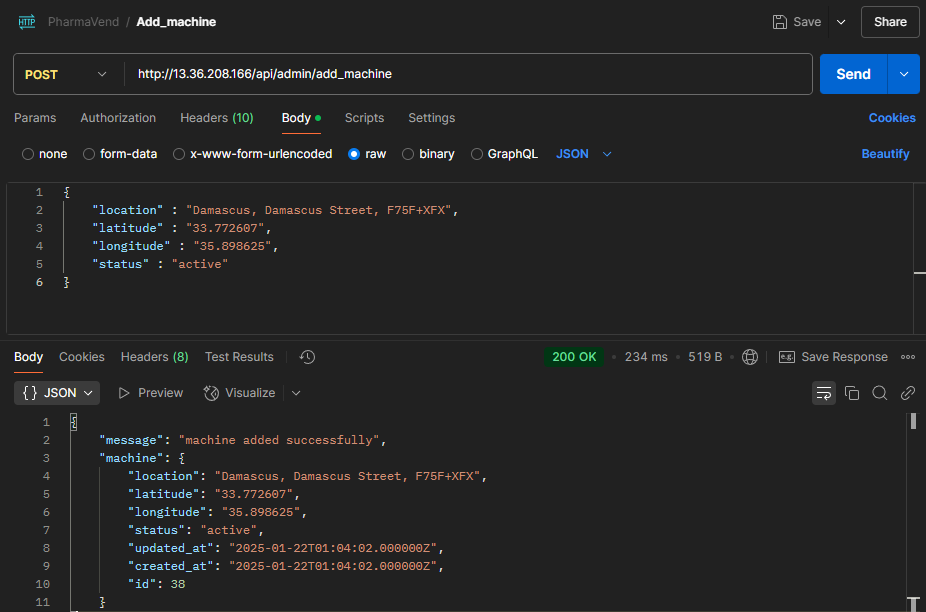 HTTP PharmaVend / Add_machine Save Share
POST http://13.36.208.166/api/admin/add_machine Send
Params Authorization Headers (10) Body Scripts Settings Cookies
none form-data x-www-form-urlencoded raw binary GraphQL JSON Beautify
1 {
2 "location" : "Damascus, Damascus Street, F75F+XFX",
3 "latitude" : "33.772607",
4 "longitude" : "35.898625",
5 "status" : "active"
6 }
Body Cookies Headers (8) Test Results 200 OK 234 ms 519 B e.g. Save Response
{} JSON Preview Visualize
1 {
2 "message": "machine added successfully",
3 "machine": {
4 "location": "Damascus, Damascus Street, F75F+XFX",
5 "latitude": "33.772607",
6 "longitude": "35.898625",
7 "status": "active",
8 "updated_at": "2025-01-22T01:04:02.000000Z",
9 "created_at": "2025-01-22T01:04:02.000000Z",
10 "id": 38
11 }